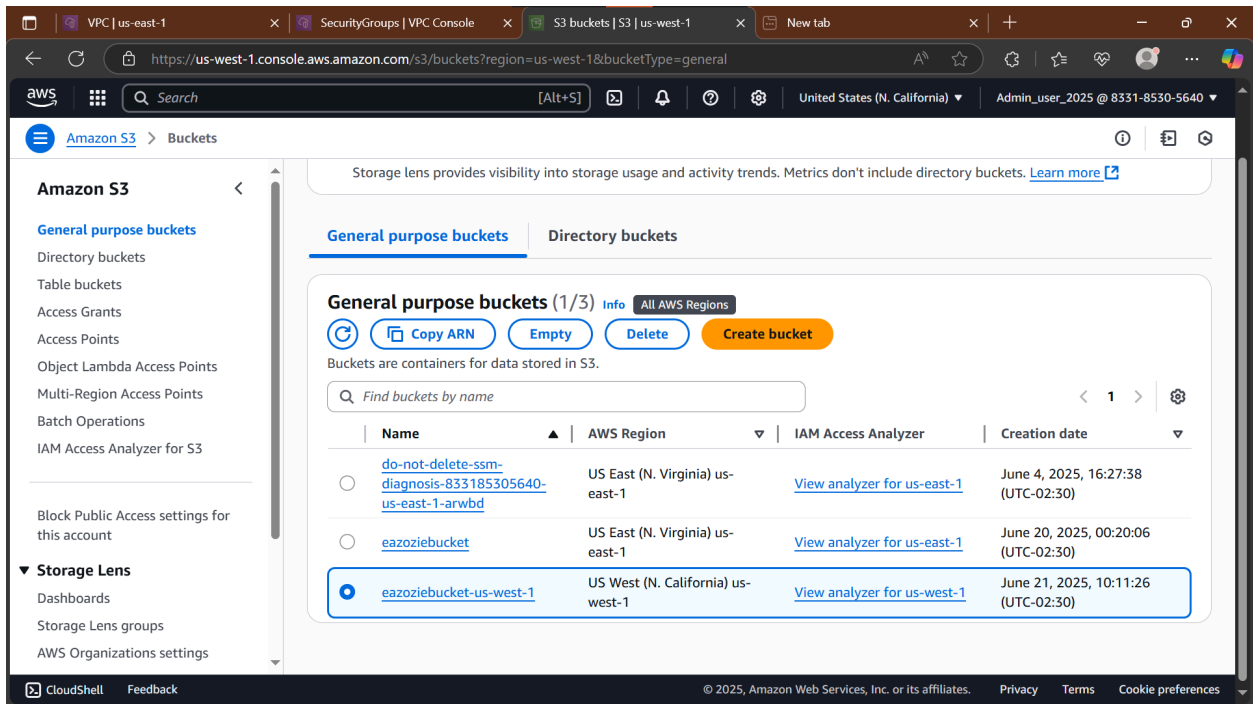 VPC | us-east-1
SecurityGroups | VPC Console
S3 buckets | S3 | us-west-1
New tab
https://us-west-1.console.aws.amazon.com/s3/buckets?region=us-west-1&bucketType=general
aws
Search
[Alt+S]
United States (N. California)
Admin_user_2025 @ 8331-8530-5640
Amazon S3
Buckets
Amazon S3
General purpose buckets
Directory buckets
Table buckets
Access Grants
Access Points
Object Lambda Access Points
Multi-Region Access Points
Batch Operations
IAM Access Analyzer for S3
Block Public Access settings for
this account
Storage Lens
Dashboards
Storage Lens groups
AWS Organizations settings
Storage lens provides visibility into storage usage and activity trends. Metrics don't include directory buckets. Learn more
General purpose buckets
Directory buckets
General purpose buckets (1/3) Info All AWS Regions
Copy ARN
Empty
Delete
Create bucket
Buckets are containers for data stored in S3.
Find buckets by name
1
Name
AWS Region
IAM Access Analyzer
Creation date
do-not-delete-ssm-
diagnosis-833185305640-
us-east-1-arwbd
US East (N. Virginia) us-
east-1
View analyzer for us-east-1
June 4, 2025, 16:27:38
(UTC-02:30)
eazoziebucket
US East (N. Virginia) us-
east-1
View analyzer for us-east-1
June 20, 2025, 00:20:06
(UTC-02:30)
eazoziebucket-us-west-1
US West (N. California) us-
west-1
View analyzer for us-west-1
June 21, 2025, 10:11:26
(UTC-02:30)
CloudShell
Feedback
© 2025, Amazon Web Services, Inc. or its affiliates.
Privacy
Terms
Cookie preferences